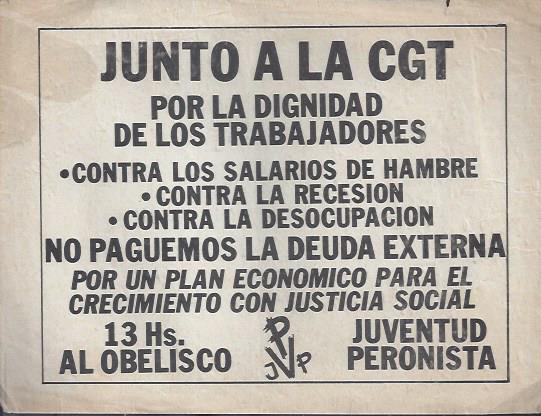 JUNTO A LA CGT
POR LA DIGNIDAD
DE LOS TRABAJADORES
•CONTRA LOS SALARIOS DE HAMBRE
•CONTRA LA RECESION
•CONTRA LA DESOCUPACION
NO PAGUEMOS LA DEUDA EXTERNA
POR UN PLAN ECONOMICO PARA EL
CRECIMIENTO CON JUSTICIA SOCIAL
13 Hs.
AL OBELISCO
PV
JP
JUVENTUD
PERONISTA